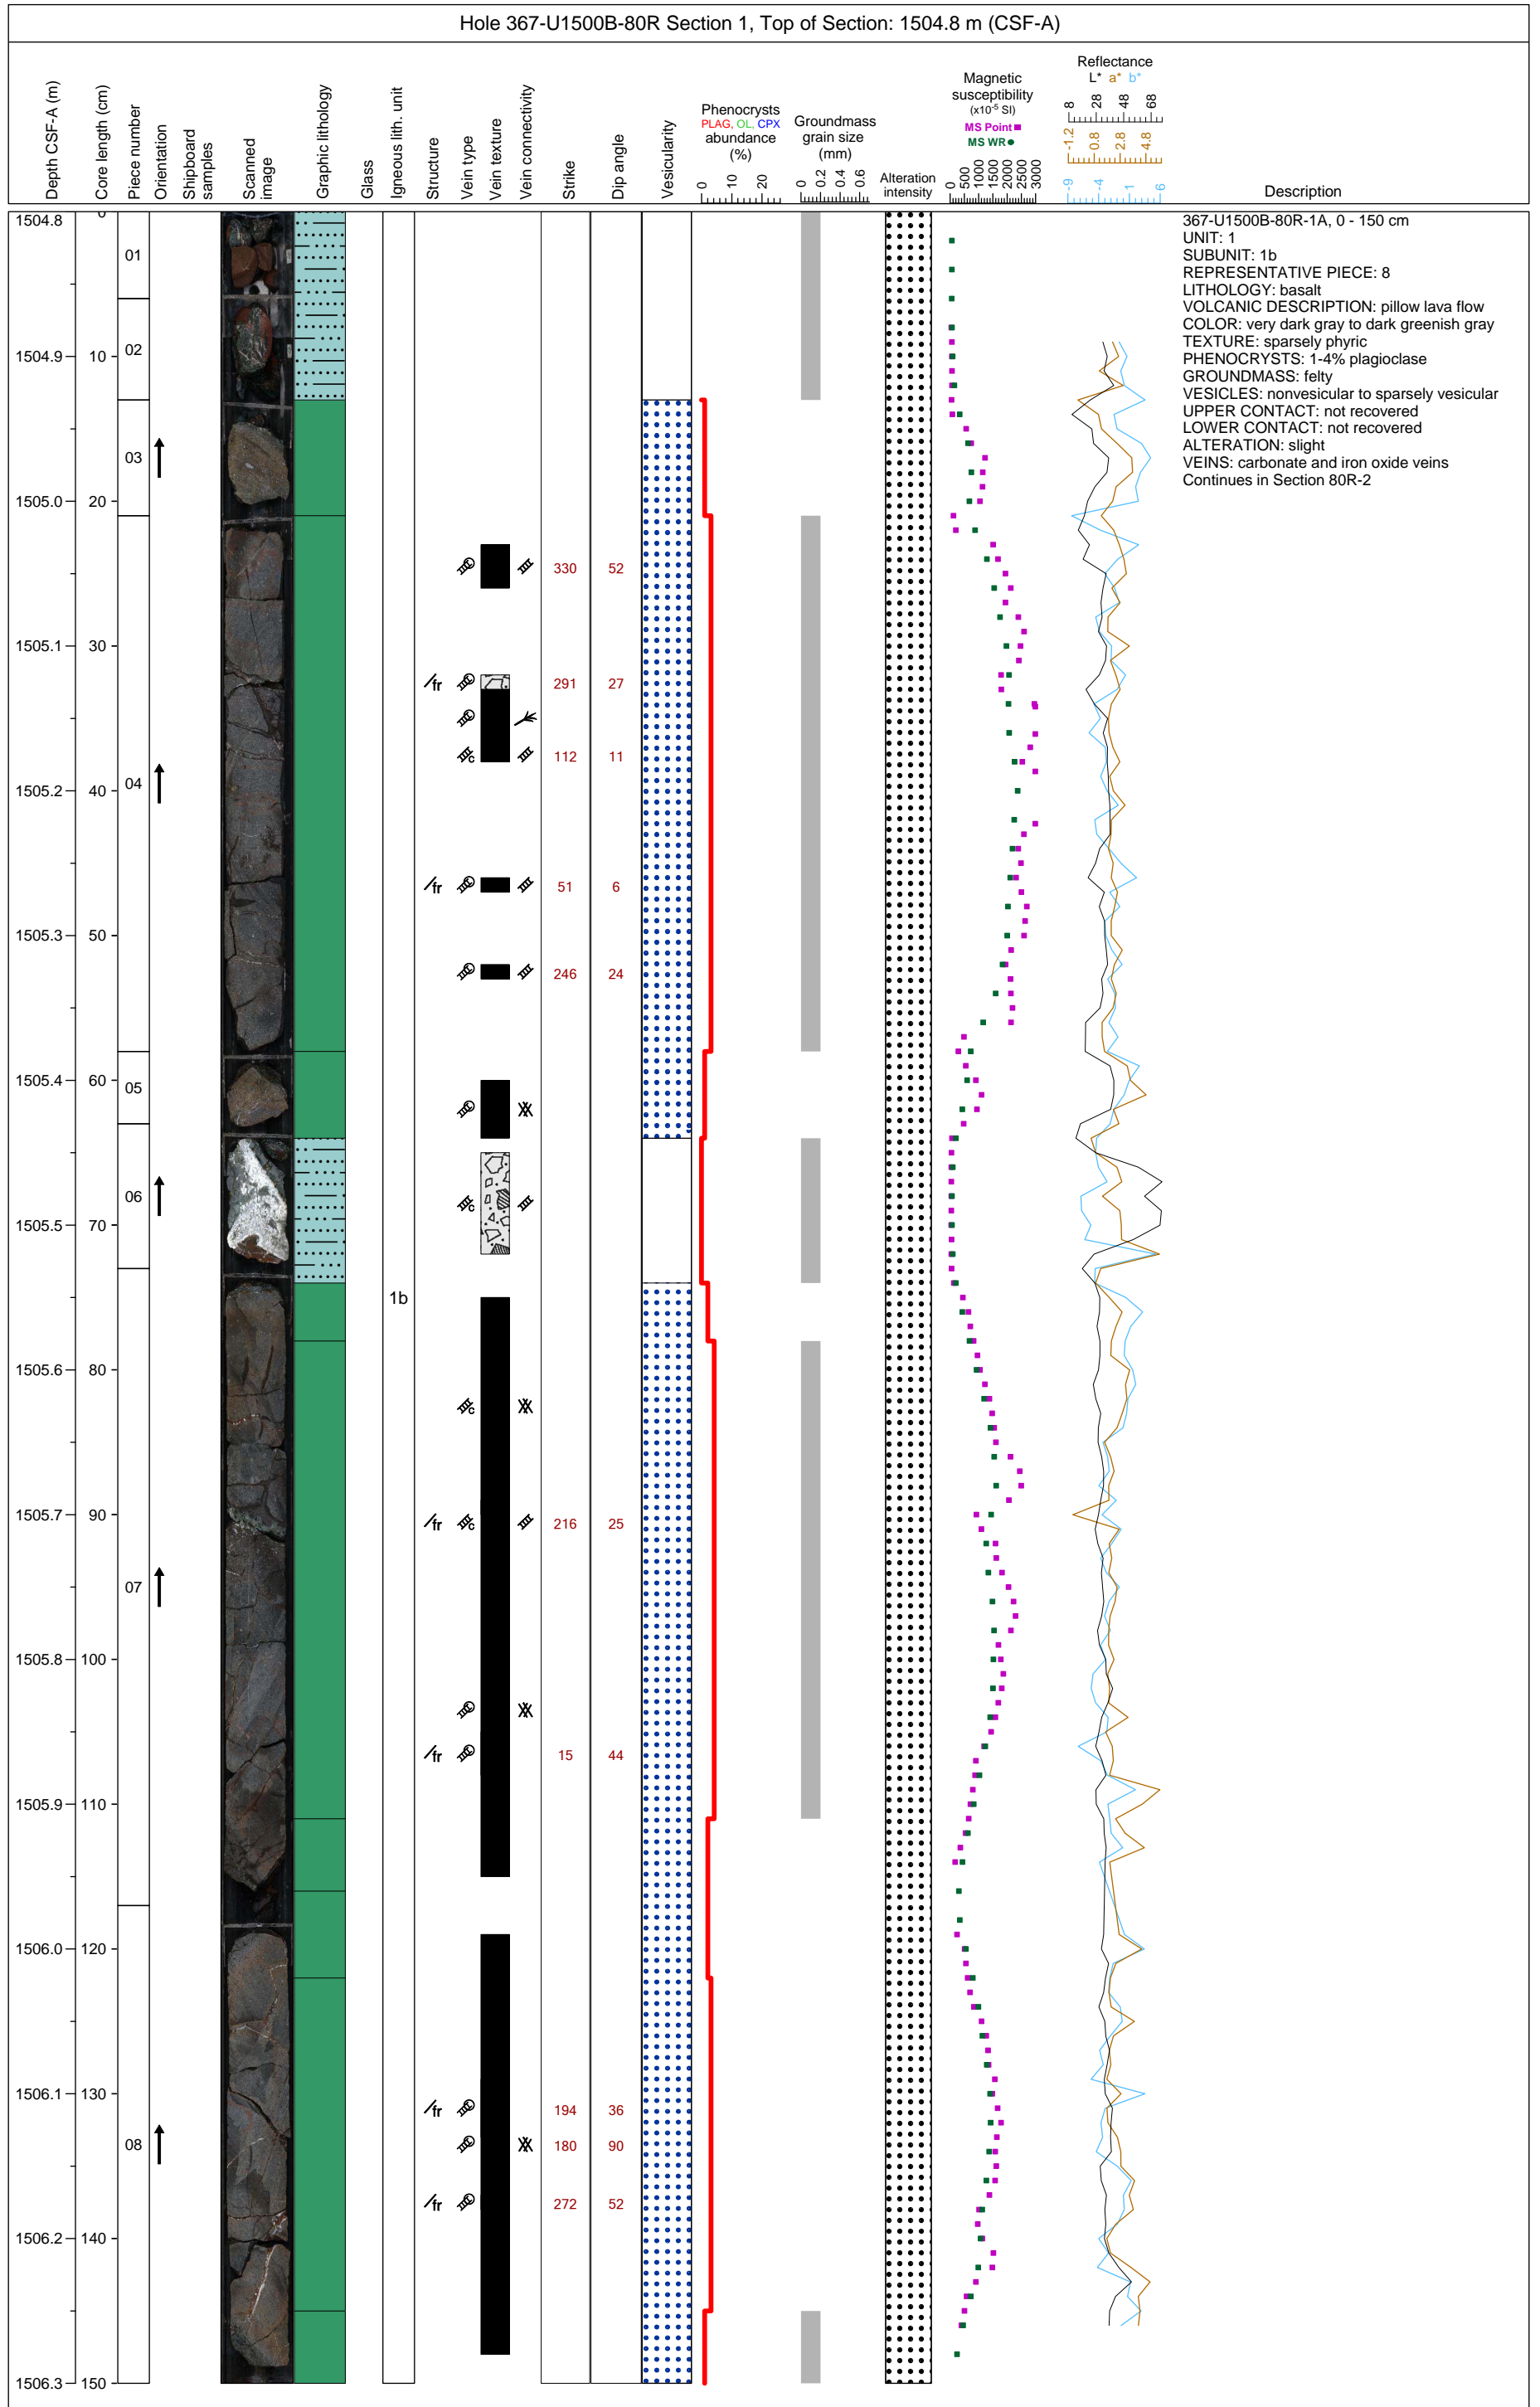 Hole 367-U1500B-80R Section 1, Top of Section: 1504.8 m (CSF-A)
Depth CSF-A (m)
Core length (cm)
Piece number
Orientation
Shipboard samples
Scanned image
Graphic lithology
Glass
Igneous lith. unit
Structure
Vein type
Vein texture
Vein connectivity
Strike
Dip angle
Vesicularity
Phenocrysts
PLAG, OL, CPX
abundance
(%)
0 10 20
Groundmass
grain size
(mm)
0 0.2 0.4 0.6
Alteration
intensity
Magnetic
susceptibility
(x10-5 SI)
MS Point
MS WR
0 500 1000 1500 2000 2500 3000
Reflectance
L* a* b*
8 28 48 68
-1.2 0.8 2.8 4.8
-9 -4 1 6
Description
367-U1500B-80R-1A, 0 - 150 cm
UNIT: 1
SUBUNIT: 1b
REPRESENTATIVE PIECE: 8
LITHOLOGY: basalt
VOLCANIC DESCRIPTION: pillow lava flow
COLOR: very dark gray to dark greenish gray
TEXTURE: sparsely phyric
PHENOCRYSTS: 1-4% plagioclase
GROUNDMASS: felty
VESICLES: nonvesicular to sparsely vesicular
UPPER CONTACT: not recovered
LOWER CONTACT: not recovered
ALTERATION: slight
VEINS: carbonate and iron oxide veins
Continues in Section 80R-2
1504.8 0
01
02
1504.9 10
03
1505.0 20
330 52
1505.1 30
fr 291 27
c 112 11
04
1505.2 40
fr 51 6
1505.3 50
246 24
1505.4 60
05
06
c
1505.5 70
1b
1505.6 80
c
1505.7 90
fr c 216 25
07
1505.8 100
fr 15 44
1505.9 110
1506.0 120
1506.1 130
fr 194 36
08
180 90
fr 272 52
1506.2 140
1506.3 150